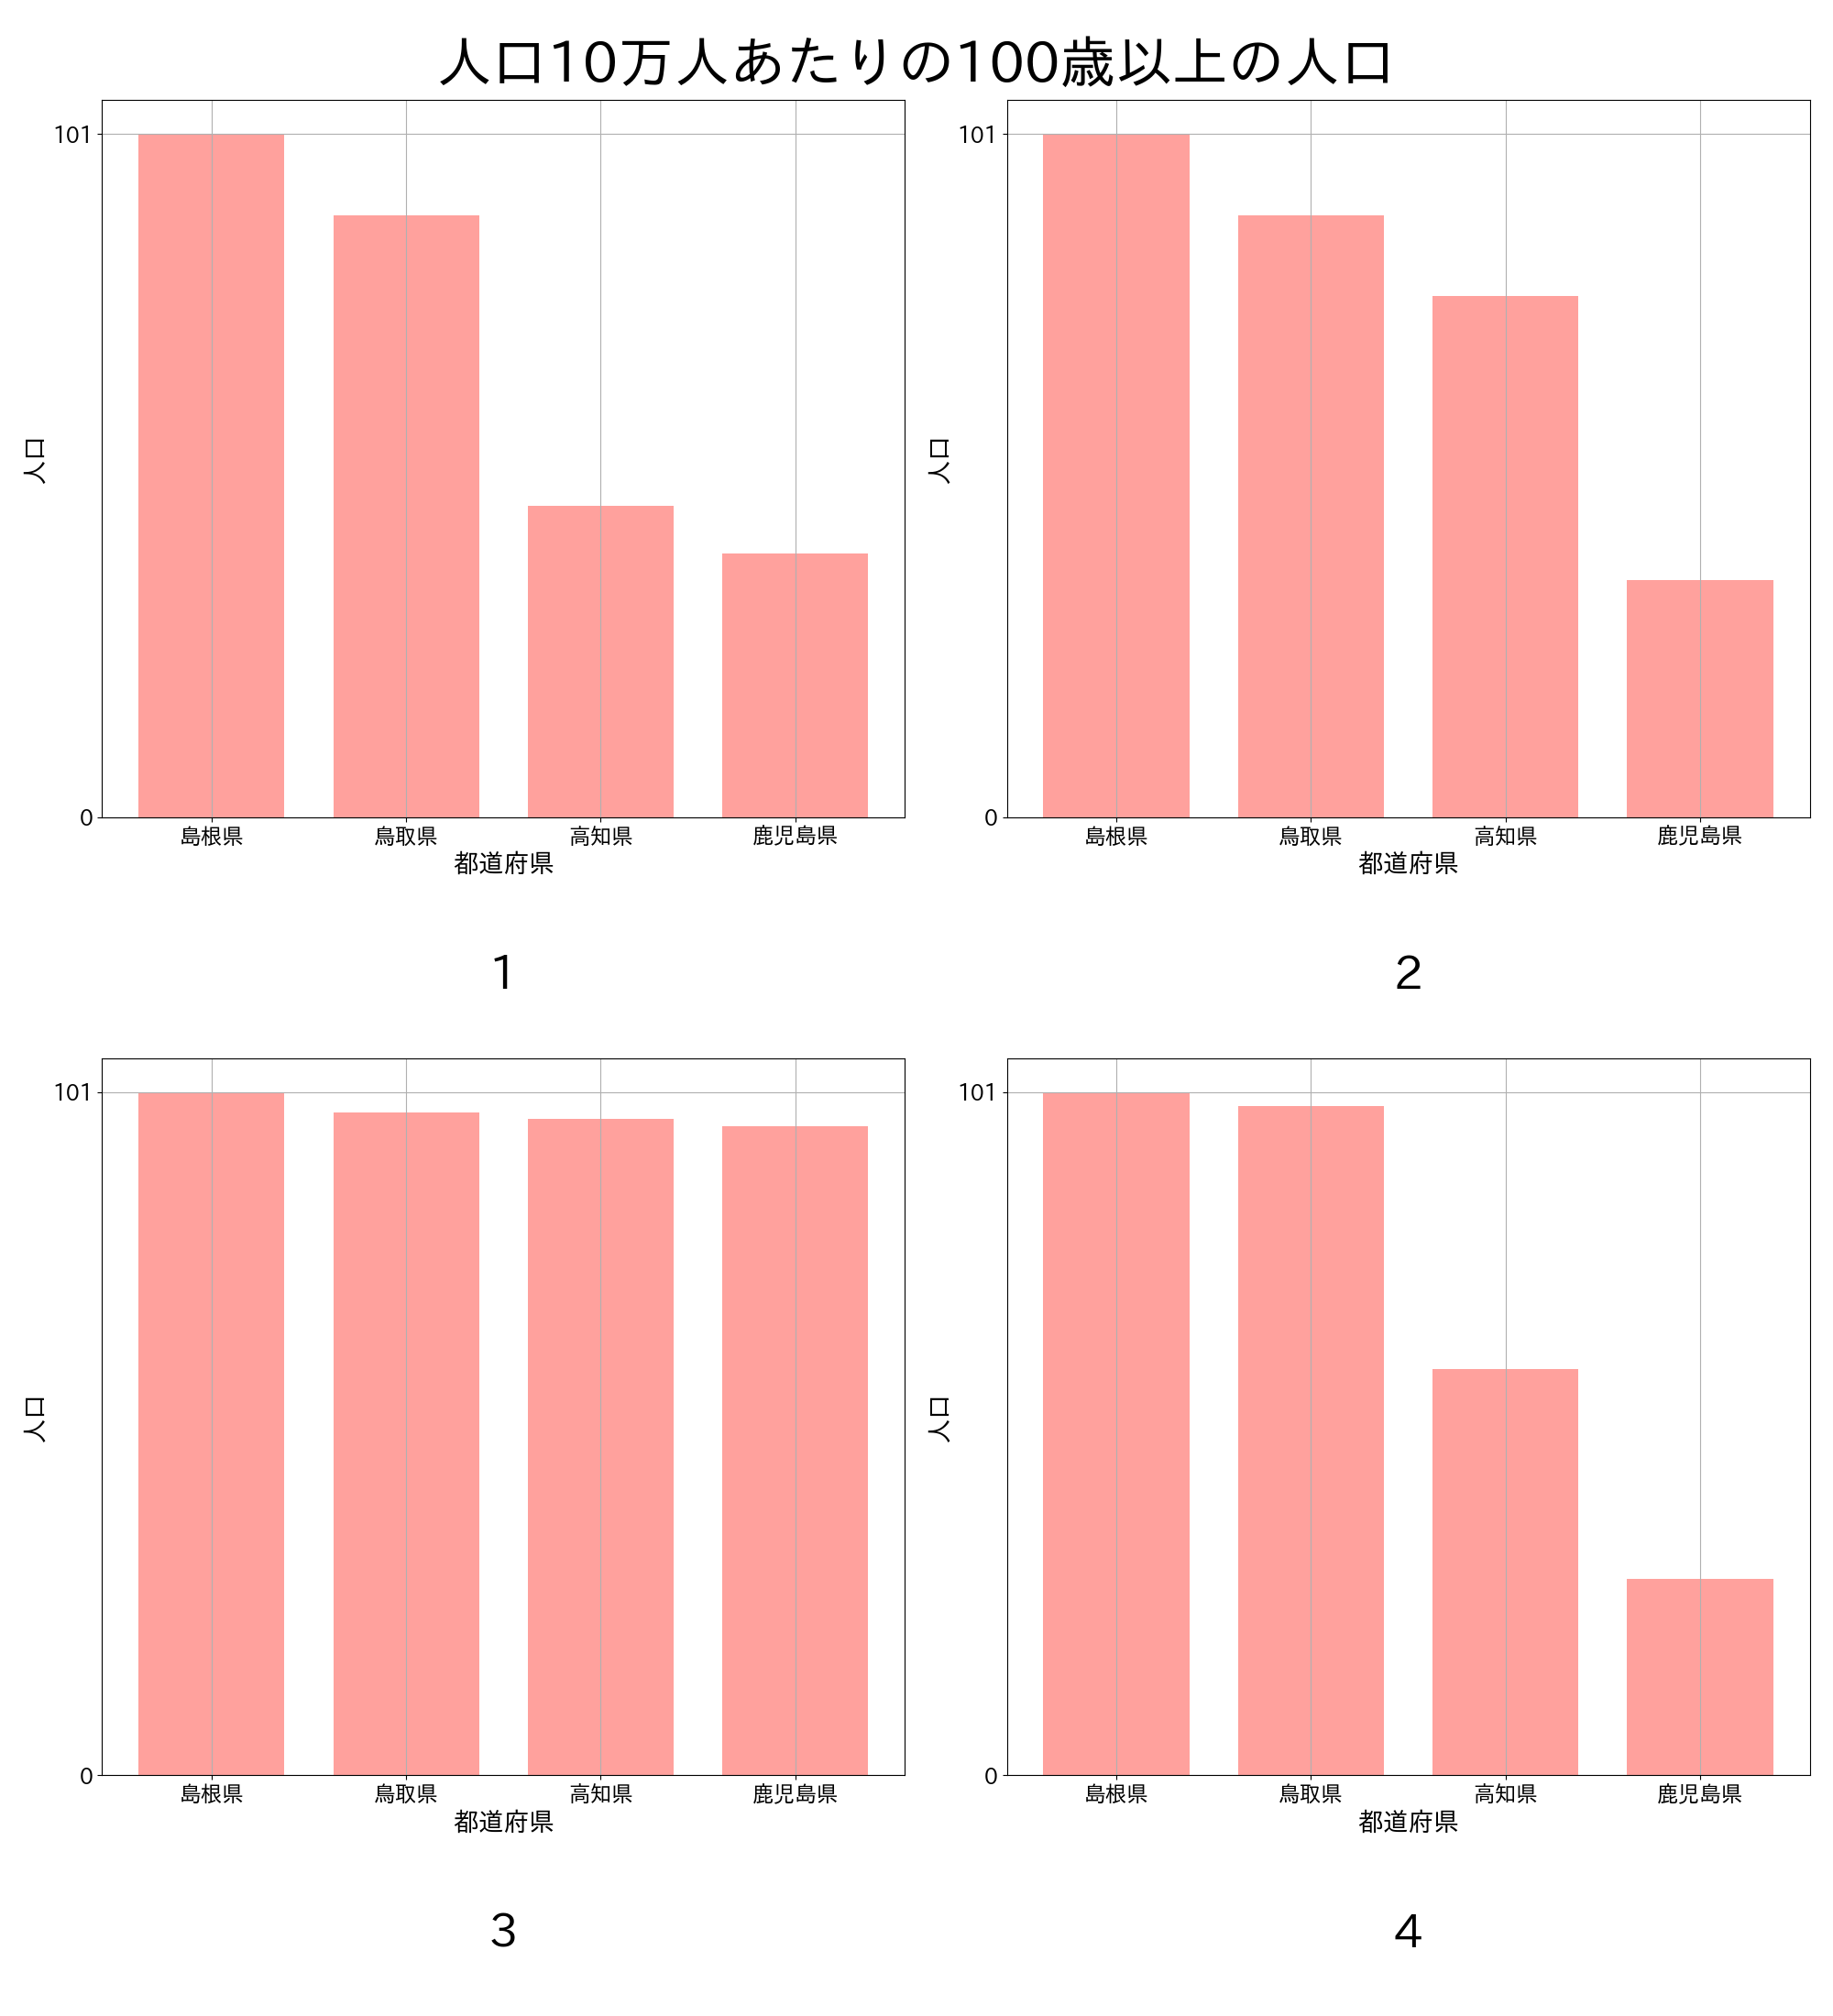 人口10万人あたりの100歳以上の人口
101
0
人口
島根県 鳥取県 高知県 鹿児島県
都道府県
1
101
0
人口
島根県 鳥取県 高知県 鹿児島県
都道府県
2
101
0
人口
島根県 鳥取県 高知県 鹿児島県
都道府県
3
101
0
人口
島根県 鳥取県 高知県 鹿児島県
都道府県
4